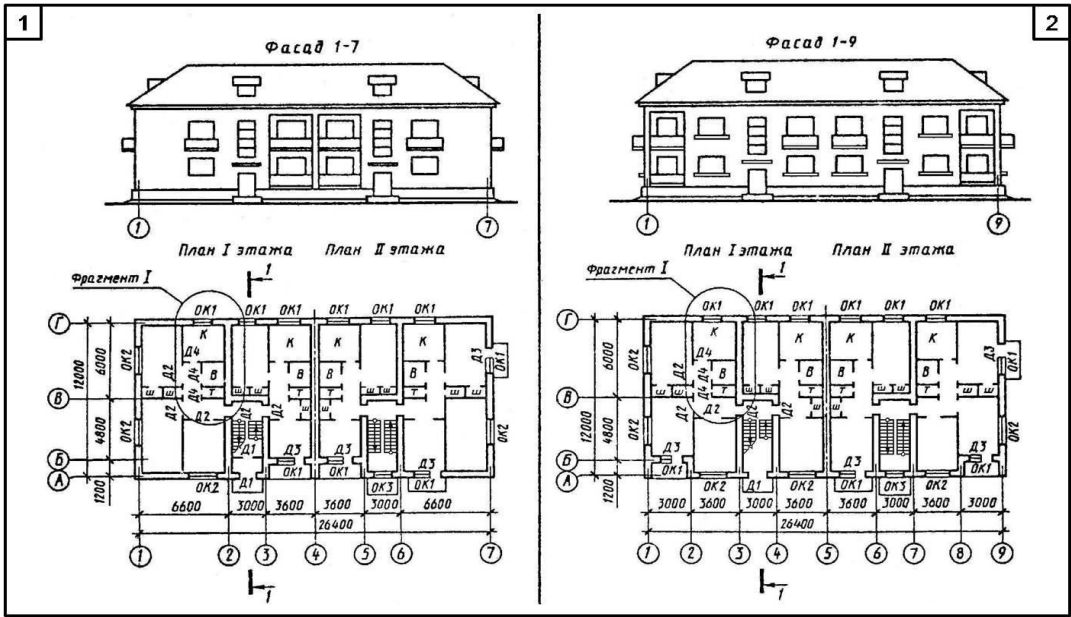 1
Фасад 1-7
1
7
План I этажа
План II этажа
Фрагмент I
1
ОК1
ОК1
ОК1
ОК1
ОК1
ОК1
Г
В
Б
А
12000
6000
4800
1200
ОК2
ОК2
К
К
К
К
Д4
Д4
Д4
Д2
Д2
Д2
Д2
Д2
В
В
В
В
Т
Т
Т
Т
Ш
Ш
Ш
Ш
Ш
Ш
Ш
Ш
Ш
Ш
Д3
ОК1
ОК2
Д1
Д3
Д3
Д3
ОК2
Д1
ОК1
ОК1
ОК3
ОК1
6600
3000
3600
3600
3000
6600
26400
1
2
3
4
5
6
7
1
2
Фасад 1-9
1
9
План I этажа
План II этажа
Фрагмент I
1
ОК1
ОК1
ОК1
ОК1
ОК1
ОК1
Г
В
Б
А
12000
6000
4800
1200
ОК2
ОК2
К
К
К
К
Д4
Д4
Д4
Д2
Д2
Д2
Д2
Д2
В
В
В
В
Т
Т
Т
Т
Ш
Ш
Ш
Ш
Ш
Ш
Ш
Ш
Ш
Ш
Д3
ОК1
ОК2
Д3
ОК1
Д3
Д3
ОК1
ОК2
Д1
ОК2
ОК1
ОК3
ОК2
3000
3600
3000
3600
3600
3000
3600
3000
26400
1
2
3
4
5
6
7
8
9
1